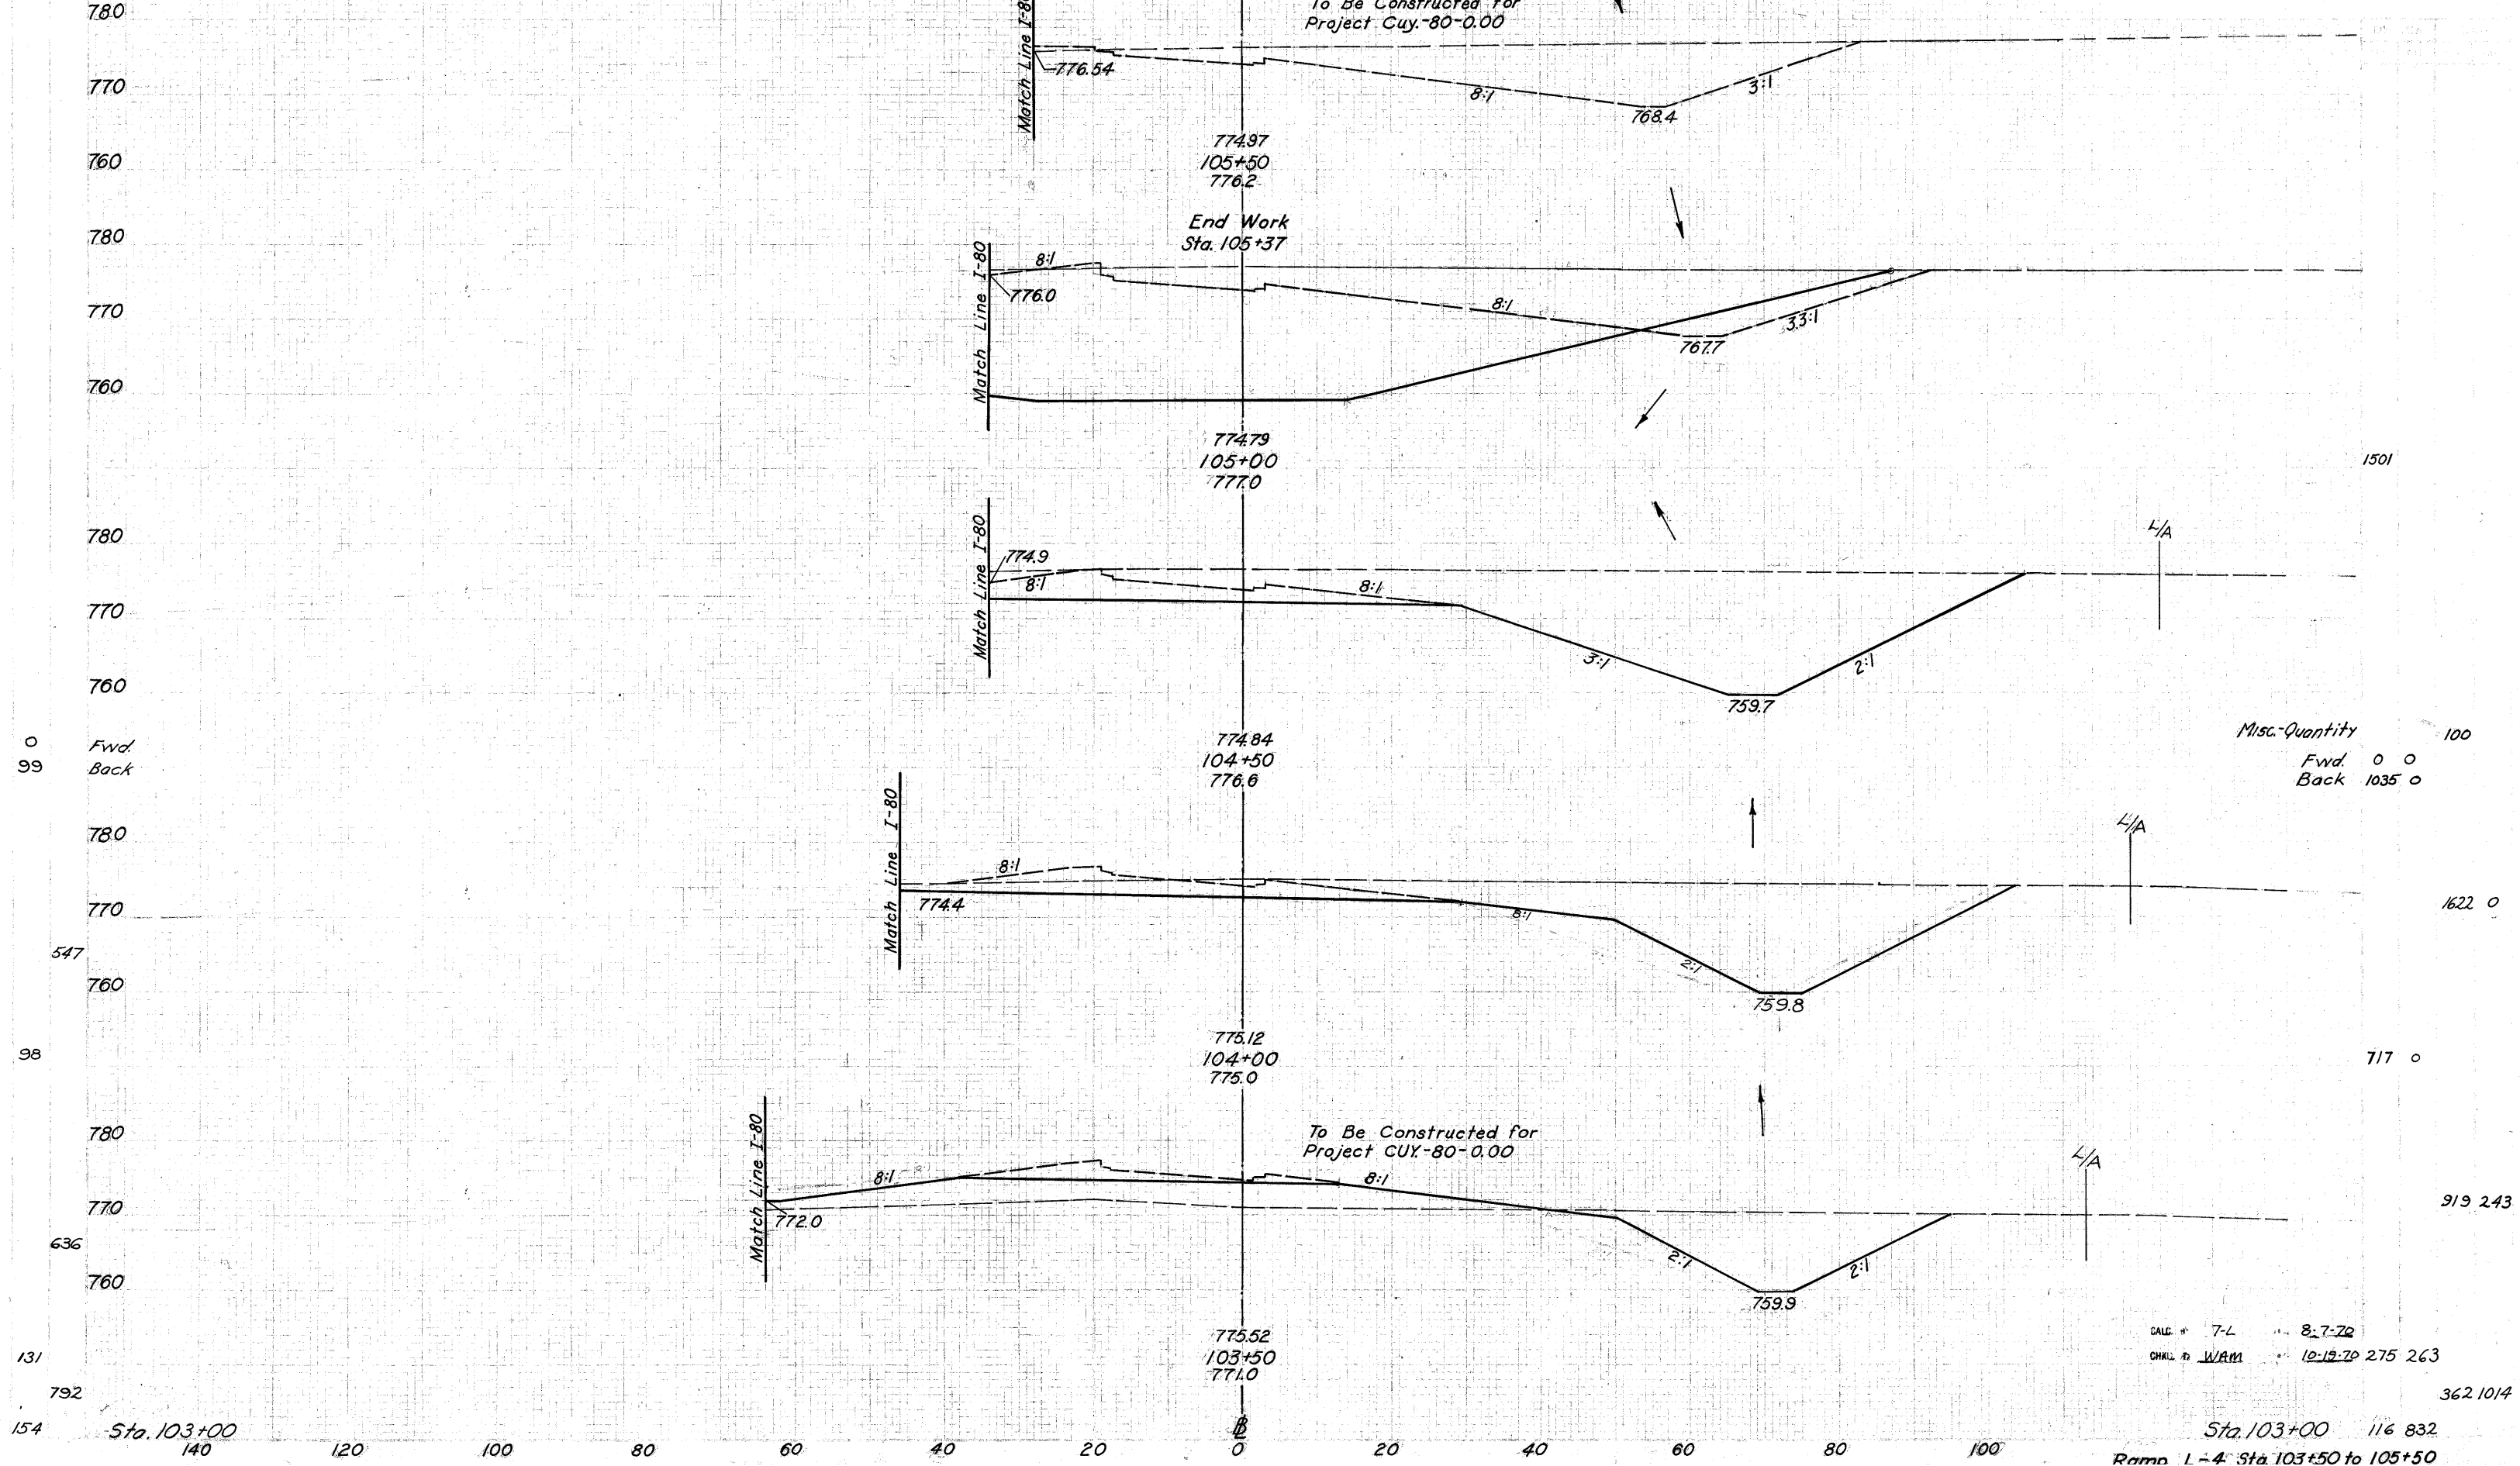 To Be Constructed for
Project Cuy.-80-0.00
780
Match Line I-80
776.54
770
8:1
3:1
768.4
760
774.97
105+50
776.2
End Work
Sta. 105+37
780
Match Line I-80
8:1
776.0
770
8:1
3.3:1
767.7
760
774.79
105+00
777.0
1501
780
Match Line I-80
774.9
8:1
8:1
L/A
770
3:1
2:1
760
759.7
0 Fwd.
99 Back
774.84
104+50
776.6
Misc.-Quantity 100
Fwd. 0 0
Back 1035 0
780
Match Line I-80
8:1
L/A
770
774.4
8:1
1622 0
547
2:1
760
759.8
98
775.12
104+00
775.0
717 0
780
Match Line I-80
To Be Constructed for
Project CUY.-80-0.00
L/A
8:1
8:1
770
772.0
919 243
636
2:1
2:1
760
759.9
775.52
103+50
771.0
CALC. 7-L 8-7-70
CHKD. WAM 10-19-70 275 263
131
792
362 1014
154 Sta. 103+00
Sta. 103+00 116 832
140 120 100 80 60 40 20 0 20 40 60 80 100
Ramp L-4 Sta. 103+50 to 105+50